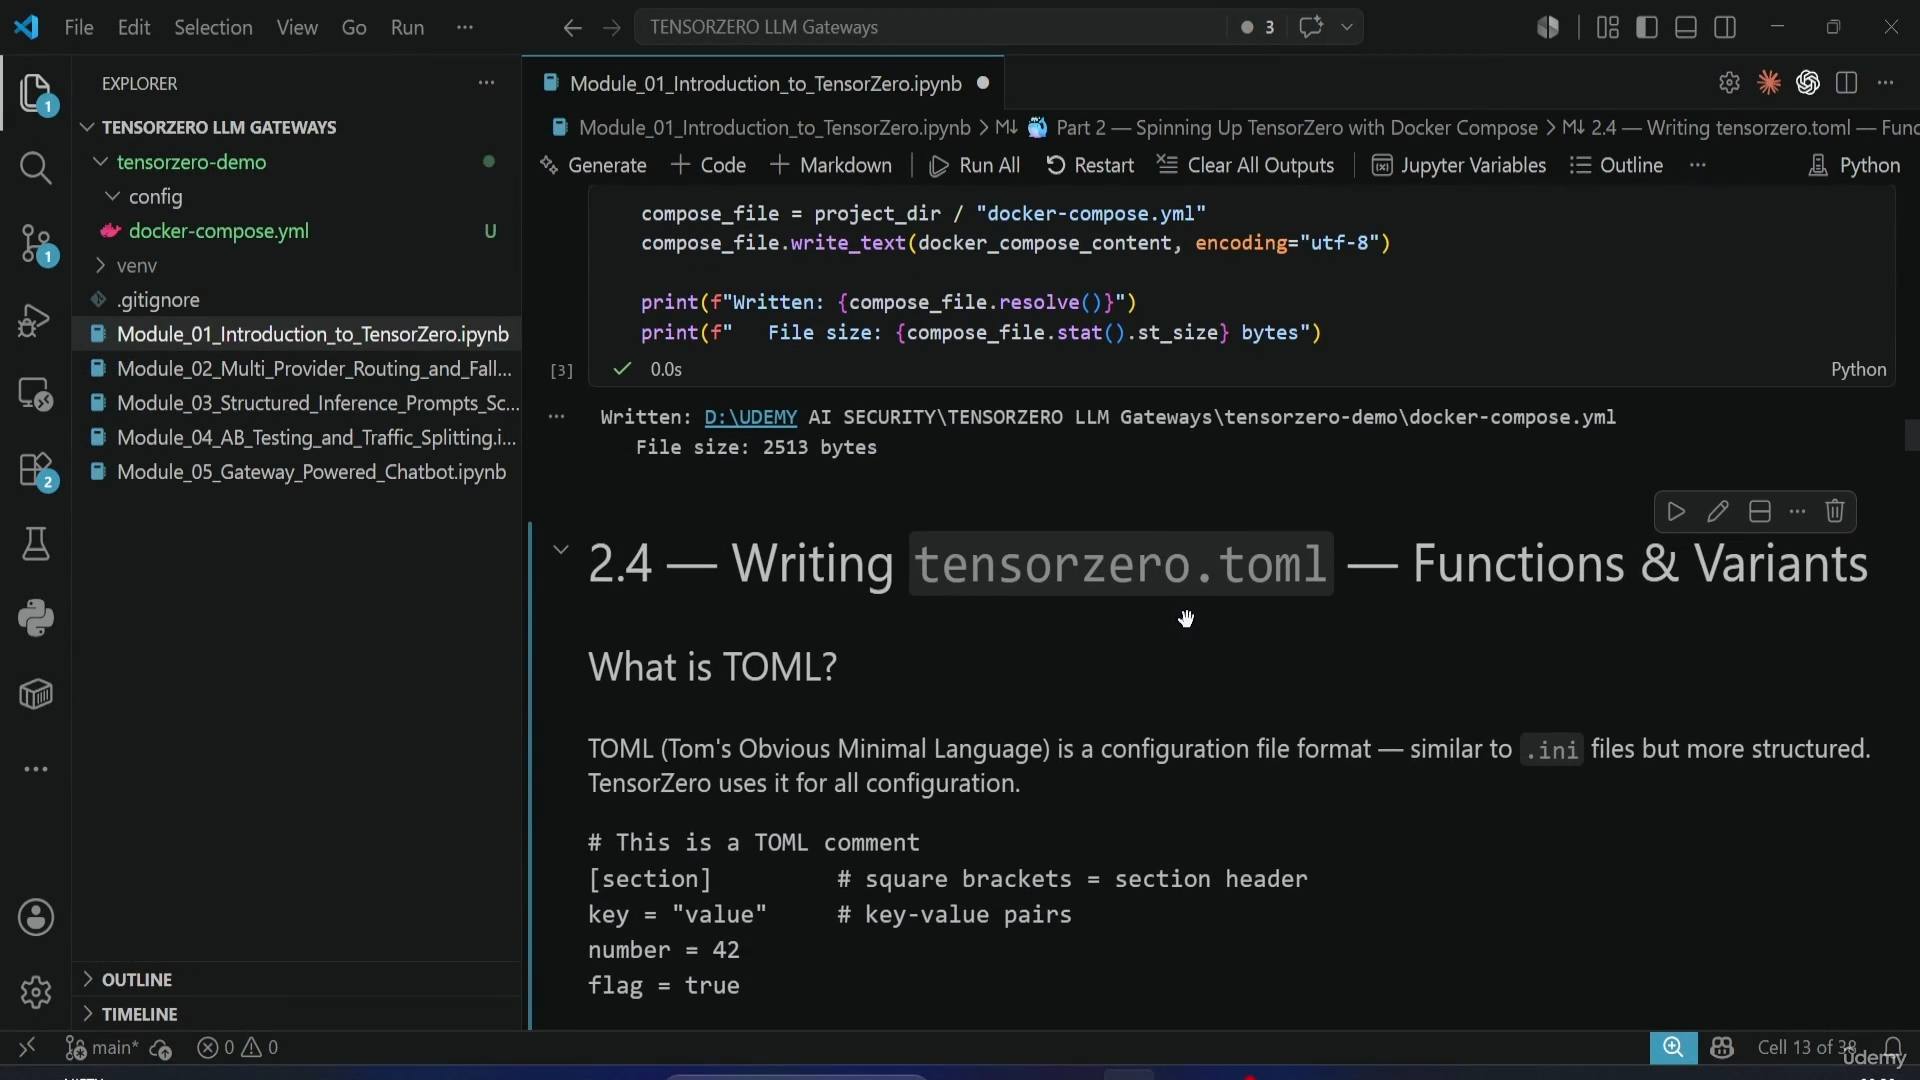 File Edit Selection View Go Run
TENSORZERO LLM Gateways
3
EXPLORER
TENSORZERO LLM GATEWAYS
tensorzero-demo
config
docker-compose.yml U
venv
.gitignore
Module_01_Introduction_to_TensorZero.ipynb
Module_02_Multi_Provider_Routing_and_Fall...
Module_03_Structured_Inference_Prompts_Sc...
Module_04_AB_Testing_and_Traffic_Splitting.i...
Module_05_Gateway_Powered_Chatbot.ipynb
OUTLINE
TIMELINE
1
1
2
Module_01_Introduction_to_TensorZero.ipynb
Module_01_Introduction_to_TensorZero.ipynb > M↓ Part 2 — Spinning Up TensorZero with Docker Compose > M↓ 2.4 — Writing tensorzero.toml — Func
Generate + Code + Markdown Run All Restart Clear All Outputs Jupyter Variables Outline ... Python
compose_file = project_dir / "docker-compose.yml"
compose_file.write_text(docker_compose_content, encoding="utf-8")
print(f"Written: {compose_file.resolve()}")
print(f"   File size: {compose_file.stat().st_size} bytes")
[3] 0.0s Python
Written: D:\UDEMY AI SECURITY\TENSORZERO LLM Gateways\tensorzero-demo\docker-compose.yml
File size: 2513 bytes
2.4 — Writing tensorzero.toml — Functions & Variants
What is TOML?
TOML (Tom's Obvious Minimal Language) is a configuration file format — similar to .ini files but more structured.
TensorZero uses it for all configuration.
# This is a TOML comment
[section] # square brackets = section header
key = "value" # key-value pairs
number = 42
flag = true
main* 0 0
Cell 13 of 38
udemy